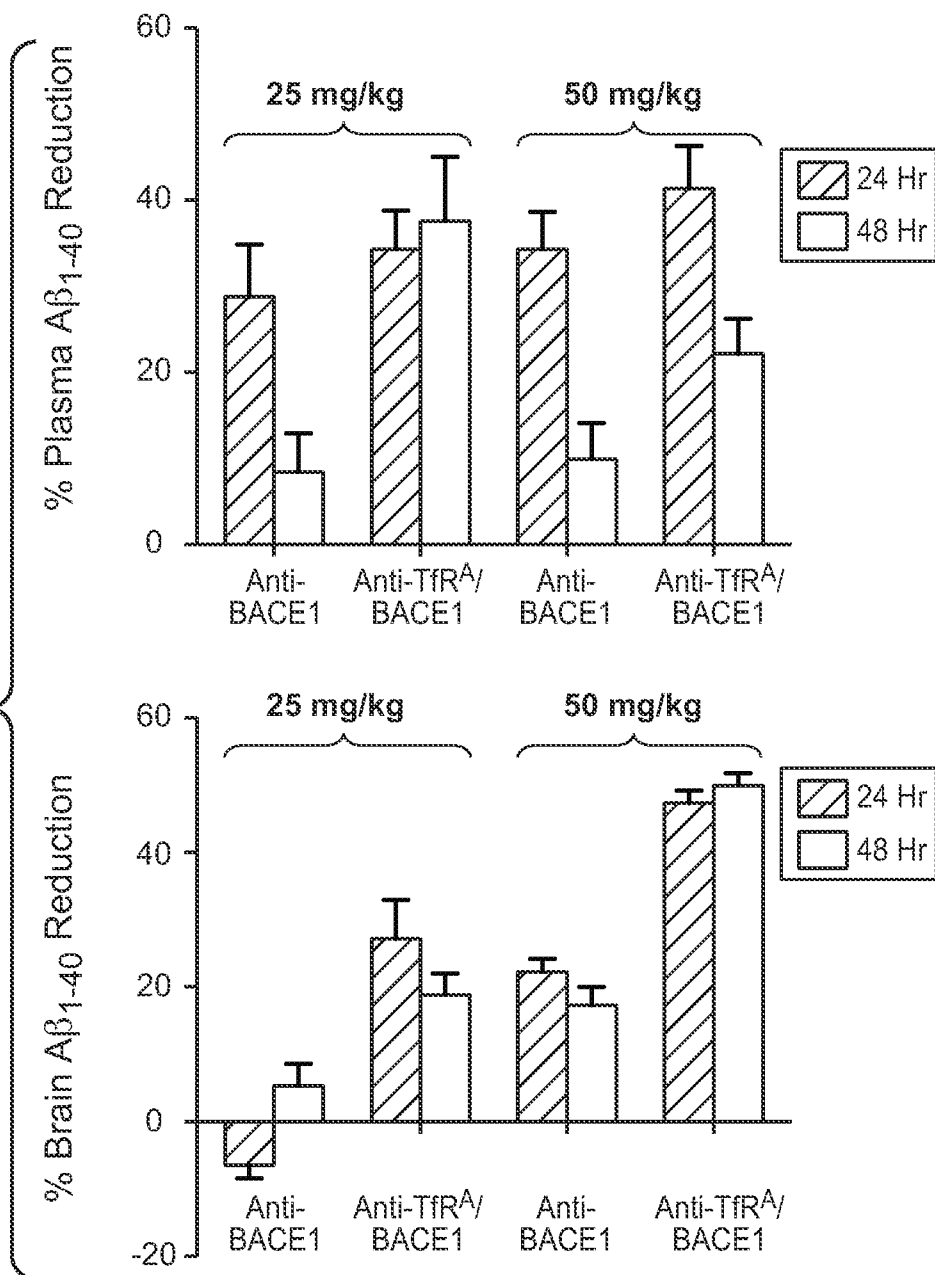 % Plasma Aβ1-40 Reduction
60
40
20
0
25 mg/kg
50 mg/kg
24 Hr
48 Hr
Anti-
BACE1
Anti-TfRA/
BACE1
Anti-
BACE1
Anti-TfRA/
BACE1
% Brain Aβ1-40 Reduction
60
40
20
0
-20
25 mg/kg
50 mg/kg
24 Hr
48 Hr
Anti-
BACE1
Anti-TfRA/
BACE1
Anti-
BACE1
Anti-TfRA/
BACE1